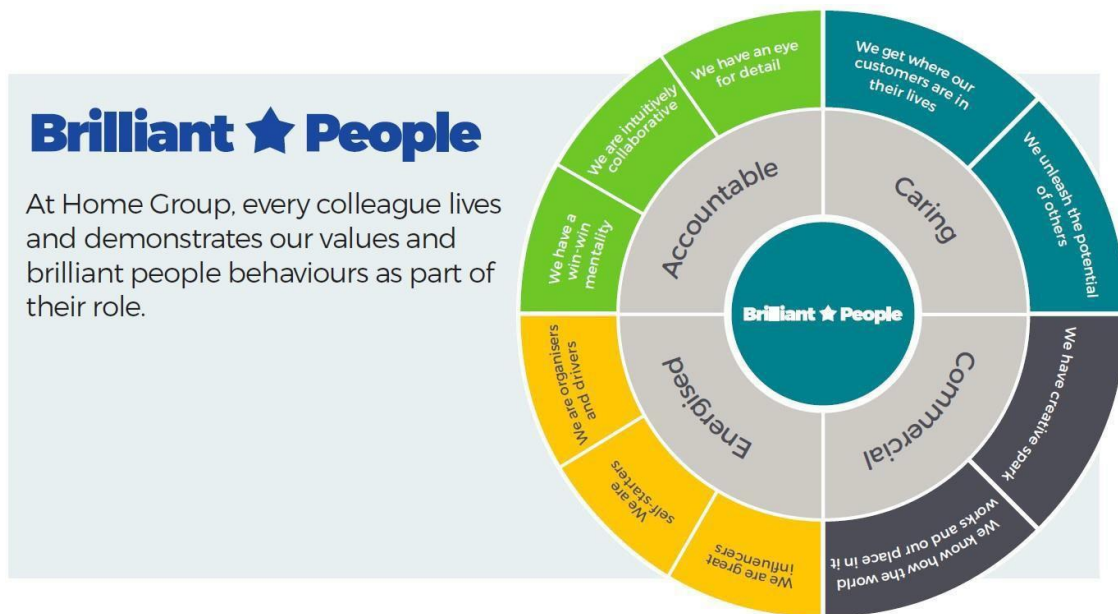 Brilliant ★ People
At Home Group, every colleague lives
and demonstrates our values and
brilliant people behaviours as part of
their role.
We have an eye
for detail
We are intuitively
collaborative
We have a
win-win
mentality
Accountable
We get where our
customers are in
their lives
We unleash the potential
of others
Caring
Brilliant ★ People
We have creative spark
We know how the world
works and our place in it
Commercial
We are organisers
and drivers
We are
self-starters
We are great
influencers
Energised